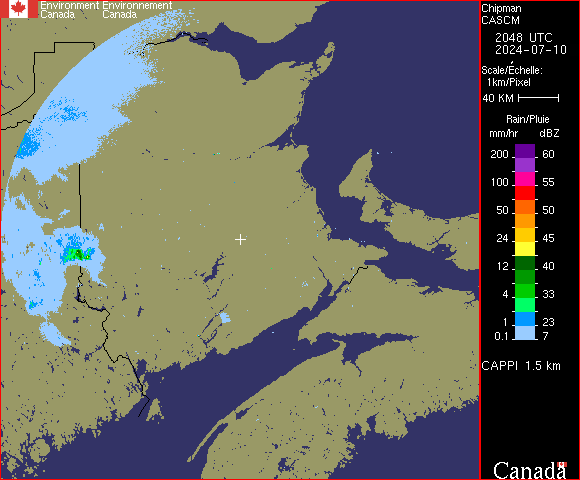 Environment Environnement
Canada Canada
Chipman
CASCM
2048 UTC
2024-07-10
Scale/Échelle:
1km/Pixel
40 KM
Rain/Pluie
mm/hr dBZ
200 60
100 55
50 50
24 45
12 40
4 33
1 23
0.1 7
CAPPI 1.5 km
Canada